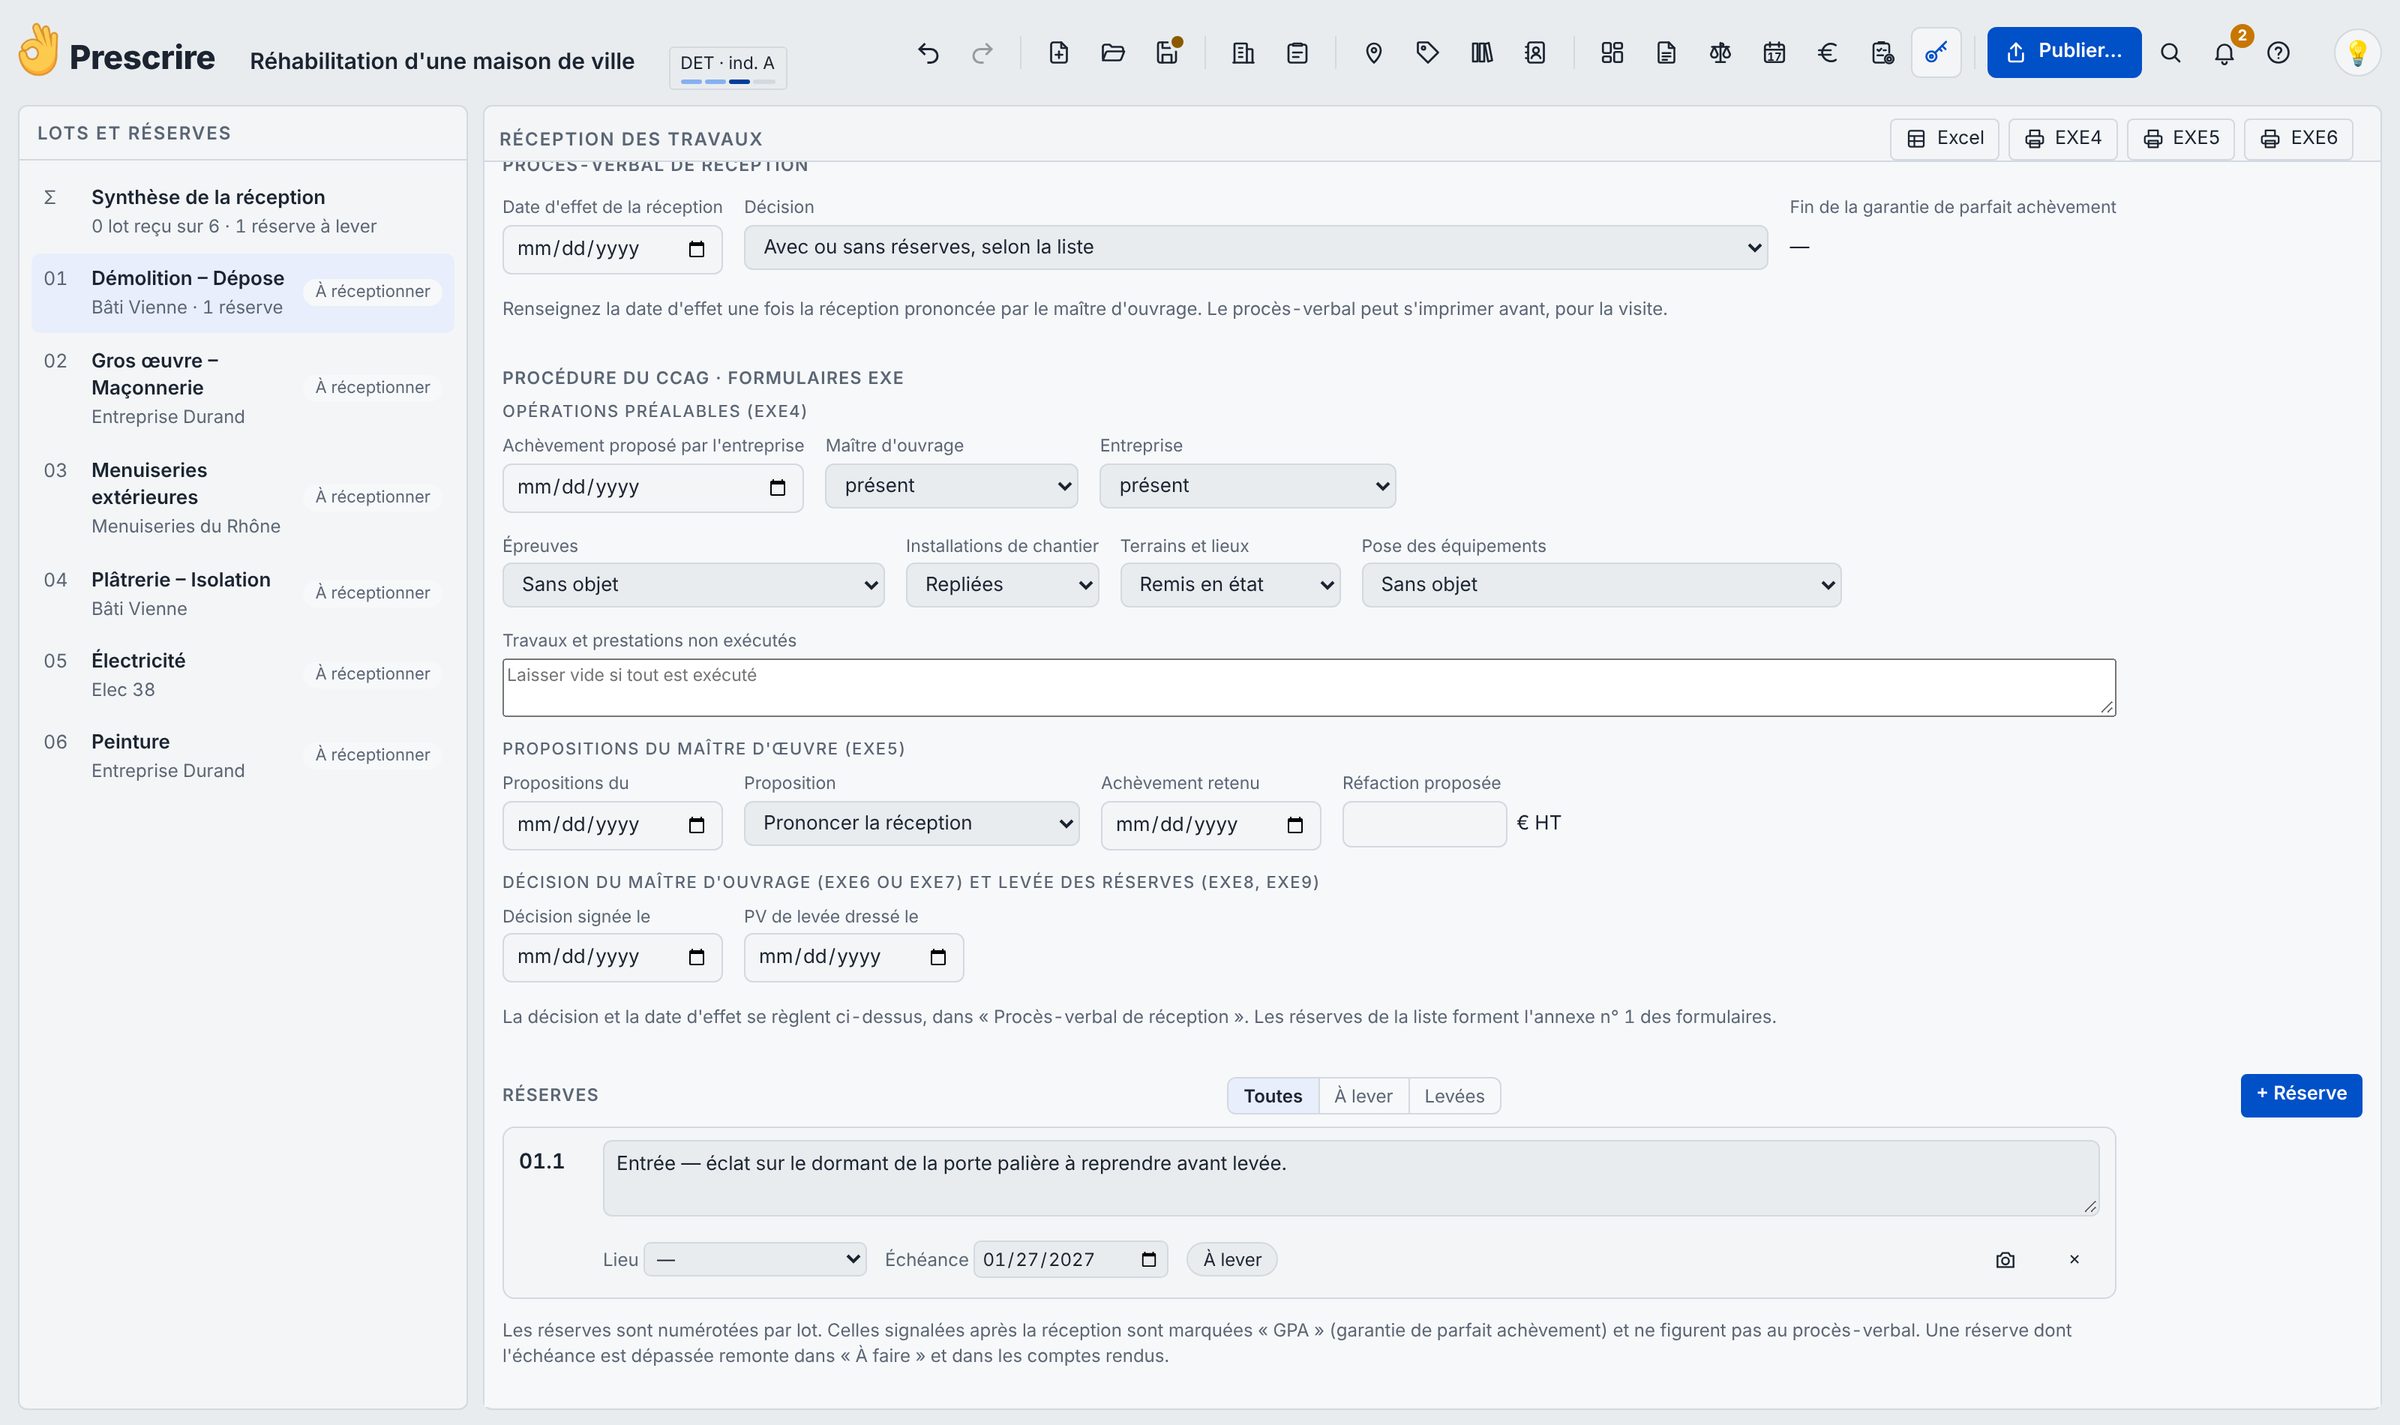 Prescrire
Réhabilitation d'une maison de ville
DET · ind. A
17
Publier...
2
LOTS ET RÉSERVES
Σ Synthèse de la réception
0 lot reçu sur 6 · 1 réserve à lever
01 Démolition – Dépose
Bâti Vienne · 1 réserve
À réceptionner
02 Gros œuvre –
Maçonnerie
Entreprise Durand
À réceptionner
03 Menuiseries
extérieures
Menuiseries du Rhône
À réceptionner
04 Plâtrerie – Isolation
Bâti Vienne
À réceptionner
05 Électricité
Elec 38
À réceptionner
06 Peinture
Entreprise Durand
À réceptionner
RÉCEPTION DES TRAVAUX
Excel EXE4 EXE5 EXE6
PROCÈS-VERBAL DE RÉCEPTION
Date d'effet de la réception Décision Fin de la garantie de parfait achèvement
mm/dd/yyyy Avec ou sans réserves, selon la liste —
Renseignez la date d'effet une fois la réception prononcée par le maître d'ouvrage. Le procès-verbal peut s'imprimer avant, pour la visite.
PROCÉDURE DU CCAG · FORMULAIRES EXE
OPÉRATIONS PRÉALABLES (EXE4)
Achèvement proposé par l'entreprise Maître d'ouvrage Entreprise
mm/dd/yyyy présent présent
Épreuves Installations de chantier Terrains et lieux Pose des équipements
Sans objet Repliées Remis en état Sans objet
Travaux et prestations non exécutés
Laisser vide si tout est exécuté
PROPOSITIONS DU MAÎTRE D'ŒUVRE (EXE5)
Propositions du Proposition Achèvement retenu Réfaction proposée
mm/dd/yyyy Prononcer la réception mm/dd/yyyy € HT
DÉCISION DU MAÎTRE D'OUVRAGE (EXE6 OU EXE7) ET LEVÉE DES RÉSERVES (EXE8, EXE9)
Décision signée le PV de levée dressé le
mm/dd/yyyy mm/dd/yyyy
La décision et la date d'effet se règlent ci-dessus, dans « Procès-verbal de réception ». Les réserves de la liste forment l'annexe n° 1 des formulaires.
RÉSERVES Toutes À lever Levées + Réserve
01.1 Entrée — éclat sur le dormant de la porte palière à reprendre avant levée.
Lieu — Échéance 01/27/2027 À lever ×
Les réserves sont numérotées par lot. Celles signalées après la réception sont marquées « GPA » (garantie de parfait achèvement) et ne figurent pas au procès-verbal. Une réserve dont
l'échéance est dépassée remonte dans « À faire » et dans les comptes rendus.